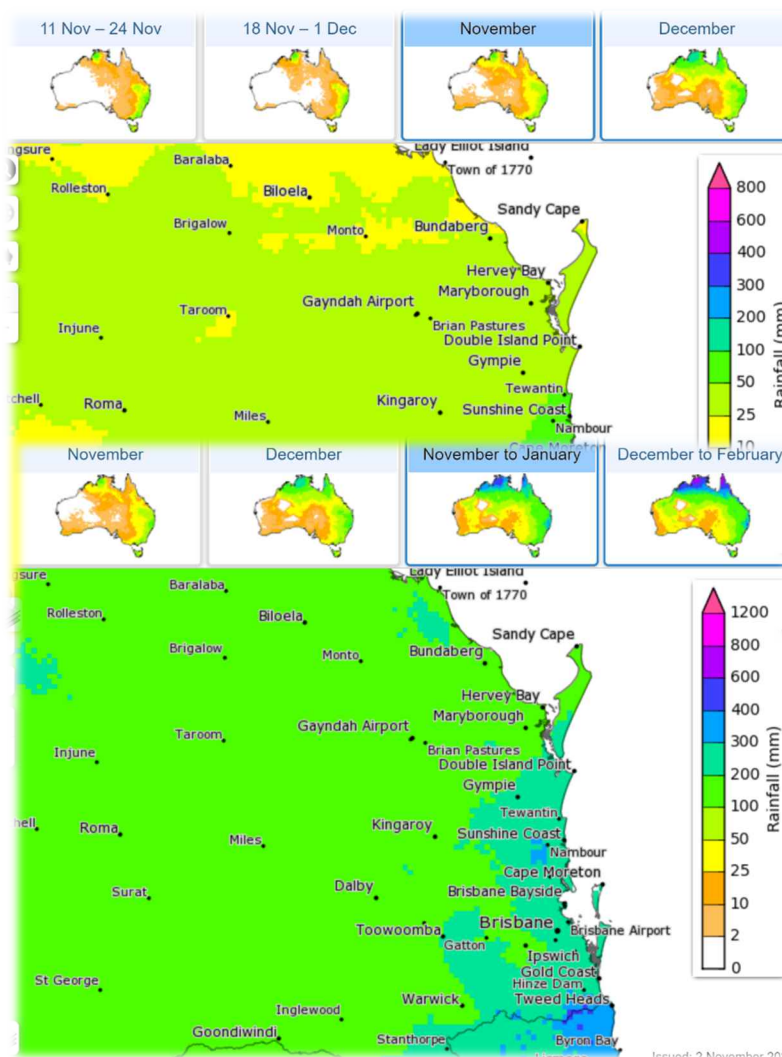 11 Nov – 24 Nov
18 Nov – 1 Dec
November
December
ngsure
Baralaba
Lady Elliot Island
Town of 1770
Rolleston
Biloela
Sandy Cape
Brigalow
Monto
Bundaberg
Hervey Bay
Maryborough
Gayndah Airport
Taroom
Brian Pastures
Injune
Double Island Point
Gympie
Tewantin
chell
Roma
Kingaroy
Sunshine Coast
Miles
Nambour
Cape Moreton
800
600
400
300
200
100
50
25
10
Rainfall (mm)
November
December
November to January
December to February
gsure
Baralaba
Lady Elliot Island
Town of 1770
Rolleston
Biloela
Sandy Cape
Brigalow
Monto
Bundaberg
Hervey Bay
Maryborough
Gayndah Airport
Taroom
Brian Pastures
Injune
Double Island Point
Gympie
Tewantin
hell
Roma
Kingaroy
Sunshine Coast
Miles
Nambour
Cape Moreton
Surat
Dalby
Brisbane Bayside
Toowoomba
Brisbane
Brisbane Airport
Gatton
Ipswich
Gold Coast
St George
Hinze Dam
Warwick
Tweed Heads
Inglewood
Goondiwindi
Stanthorpe
Byron Bay
1200
800
600
400
300
200
100
50
25
10
2
0
Rainfall (mm)